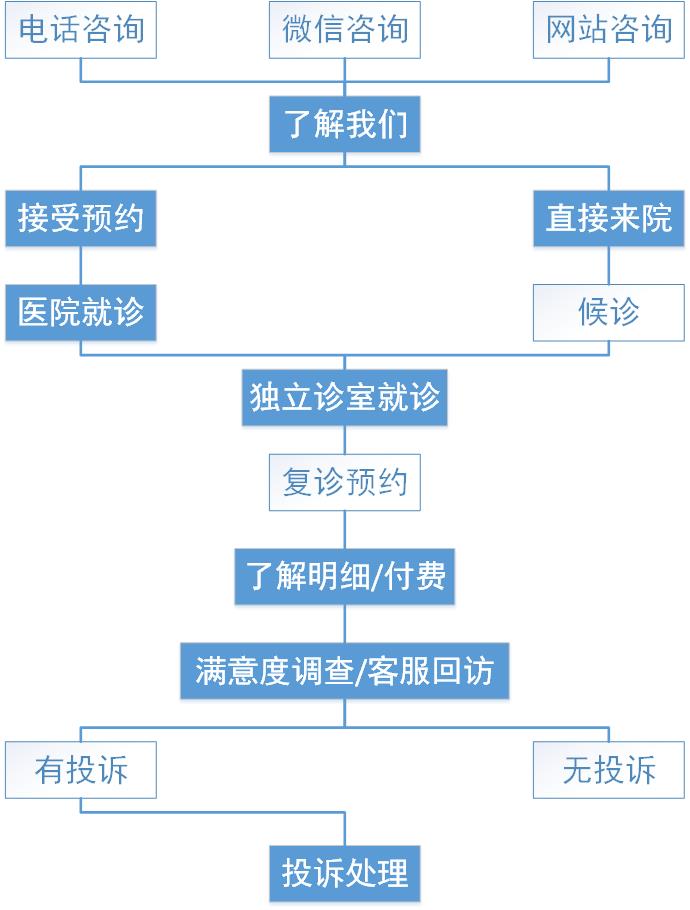 电话咨询
微信咨询
网站咨询
了解我们
接受预约
直接来院
医院就诊
候诊
独立诊室就诊
复诊预约
了解明细/付费
满意度调查/客服回访
有投诉
无投诉
投诉处理